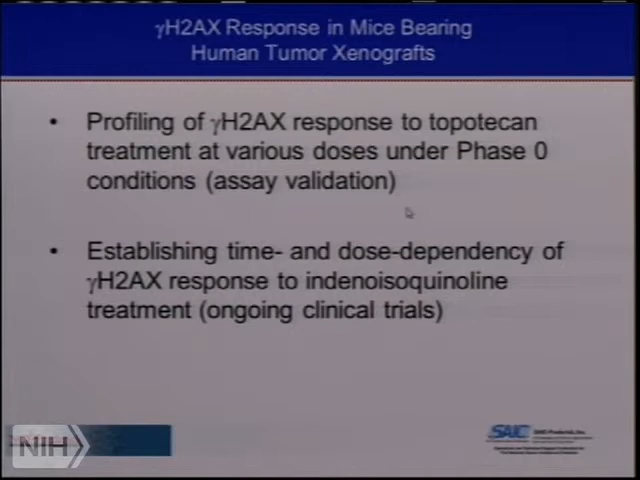 γH2AX Response in Mice Bearing
Human Tumor Xenografts
• Profiling of γH2AX response to topotecan
treatment at various doses under Phase 0
conditions (assay validation)
• Establishing time- and dose-dependency of
γH2AX response to indenoisoquinoline
treatment (ongoing clinical trials)
NIH
SAIC